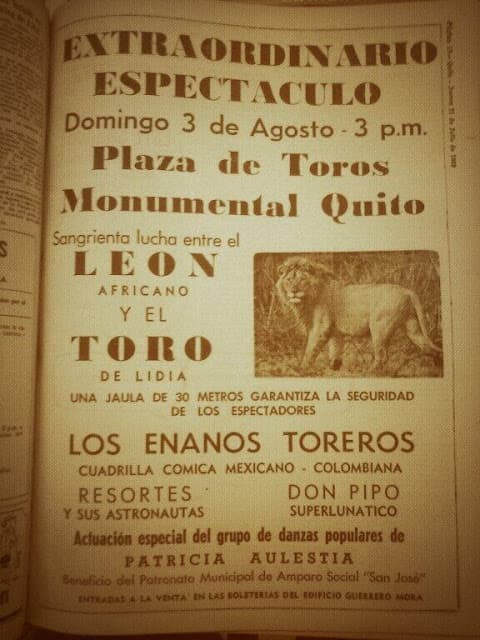 EXTRAORDINARIO
ESPECTACULO
Domingo 3 de Agosto - 3 p.m.
Plaza de Toros
Monumental Quito
Sangrienta lucha entre el
LEON
AFRICANO
Y EL
TORO
DE LIDIA
UNA JAULA DE 30 METROS GARANTIZA LA SEGURIDAD
DE LOS ESPECTADORES
LOS ENANOS TOREROS
CUADRILLA COMICA MEXICANO - COLOMBIANA
RESORTES
Y SUS ASTRONAUTAS
DON PIPO
SUPERLUNATICO
Actuación especial del grupo de danzas populares de
PATRICIA AULESTIA
Beneficio del Patronato Municipal de Amparo Social "San José"
ENTRADAS A LA VENTA EN LAS BOLETERIAS DEL EDIFICIO GUERRERO MORA